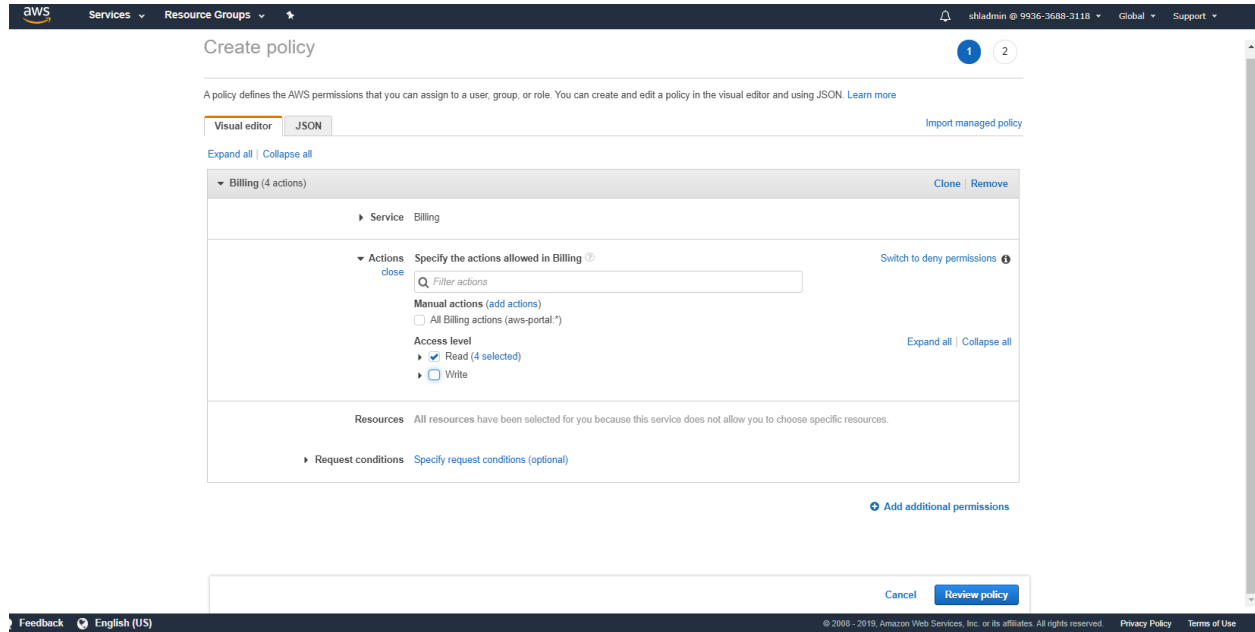 aws Services Resource Groups shladmin @ 9936-3688-3118 Global Support
Create policy 1 2
A policy defines the AWS permissions that you can assign to a user, group, or role. You can create and edit a policy in the visual editor and using JSON. Learn more
Visual editor JSON Import managed policy
Expand all | Collapse all
Billing (4 actions) Clone | Remove
Service Billing
Actions Specify the actions allowed in Billing Switch to deny permissions
close
Filter actions
Manual actions (add actions)
All Billing actions (aws-portal:*)
Access level Expand all | Collapse all
Read (4 selected)
Write
Resources All resources have been selected for you because this service does not allow you to choose specific resources.
Request conditions Specify request conditions (optional)
Add additional permissions
Cancel Review policy
Feedback English (US) © 2008 - 2019, Amazon Web Services, Inc. or its affiliates. All rights reserved. Privacy Policy Terms of Use